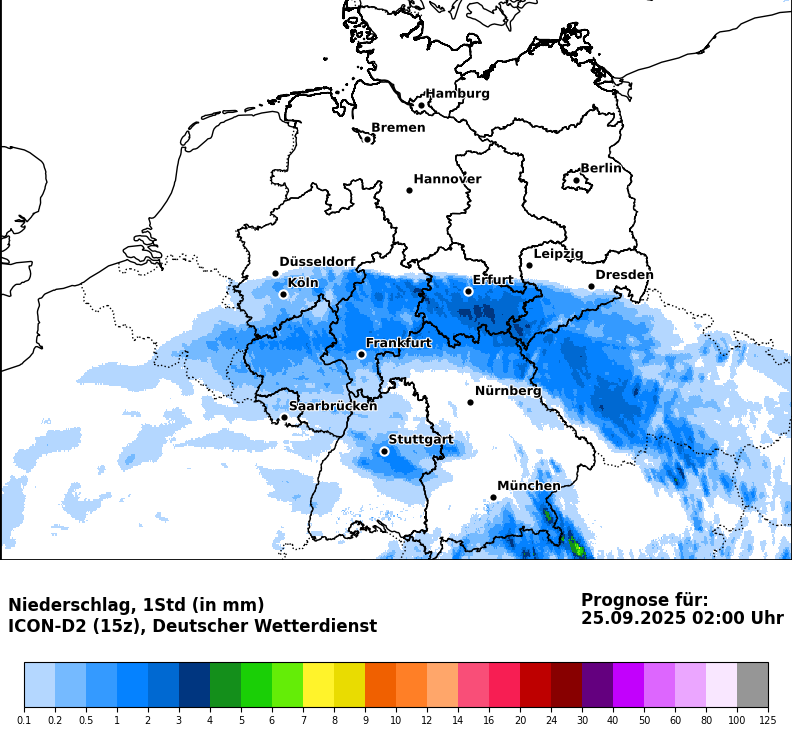 Hamburg
Bremen
Berlin
Hannover
Leipzig
Düsseldorf
Dresden
Köln
Erfurt
Frankfurt
Nürnberg
Saarbrücken
Stuttgart
München
Niederschlag, 1Std (in mm)
ICON-D2 (15z), Deutscher Wetterdienst
Prognose für:
25.09.2025 02:00 Uhr
0.1 0.2 0.5 1 2 3 4 5 6 7 8 9 10 12 14 16 20 24 30 40 50 60 80 100 125